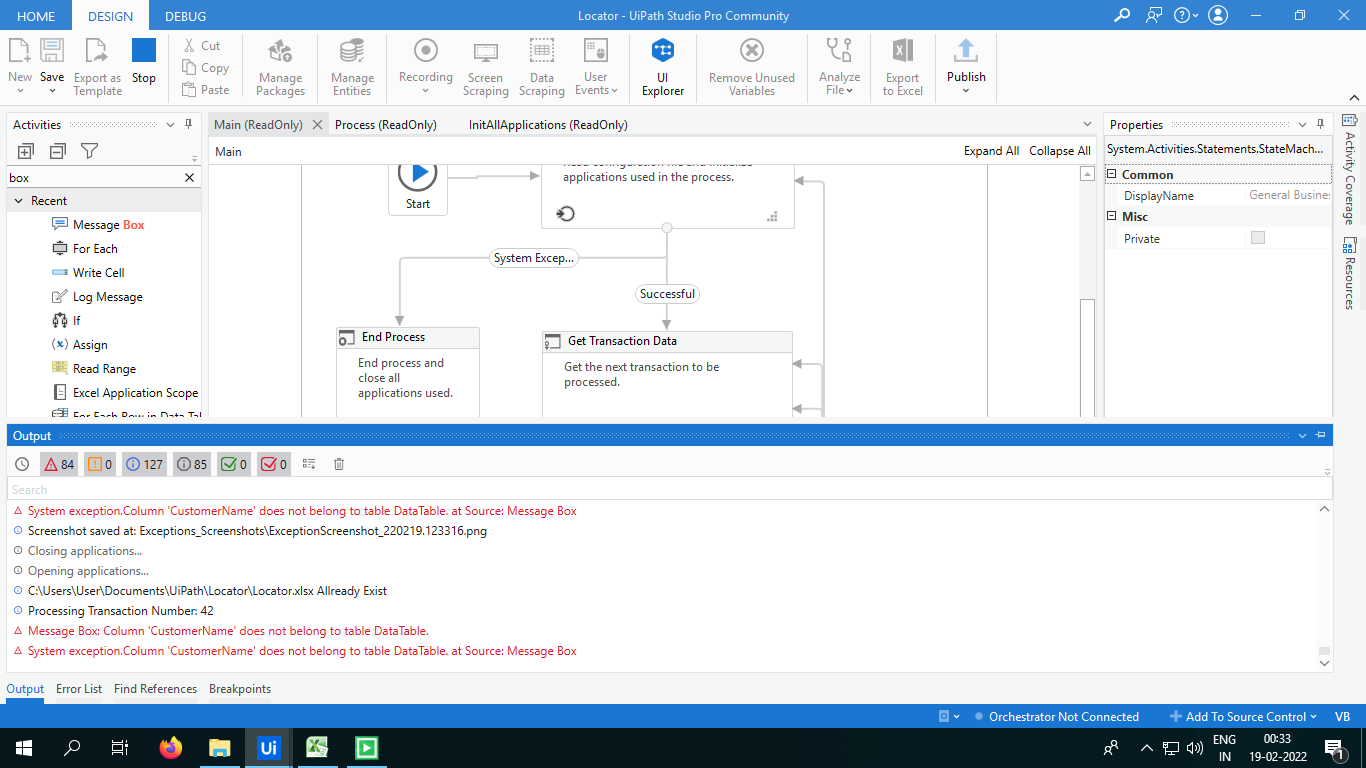 HOME DESIGN DEBUG Locator - UiPath Studio Pro Community
New Save Export as Template Stop Cut Copy Paste Manage Packages Manage Entities Recording Screen Scraping Data Scraping User Events UI Explorer Remove Unused Variables Analyze File Export to Excel Publish
Activities
box
Recent
Message Box
For Each
Write Cell
Log Message
If
Assign
Read Range
Excel Application Scope
For Each Row in Data Tal
Main (ReadOnly) Process (ReadOnly) InitAllApplications (ReadOnly)
Main Expand All Collapse All
Start
applications used in the process.
System Excep...
Successful
End Process
End process and
close all
applications used.
Get Transaction Data
Get the next transaction to be
processed.
Properties
System.Activities.Statements.StateMach...
Common
DisplayName General Busine
Misc
Private
Activity Coverage
Resources
Output
84 0 127 85 0 0
Search
System exception.Column 'CustomerName' does not belong to table DataTable. at Source: Message Box
Screenshot saved at: Exceptions_Screenshots\ExceptionScreenshot_220219.123316.png
Closing applications...
Opening applications...
C:\Users\User\Documents\UiPath\Locator\Locator.xlsx Allready Exist
Processing Transaction Number: 42
Message Box: Column 'CustomerName' does not belong to table DataTable.
System exception.Column 'CustomerName' does not belong to table DataTable. at Source: Message Box
Output Error List Find References Breakpoints
Orchestrator Not Connected Add To Source Control VB
Ui ENG IN 00:33 19-02-2022 1